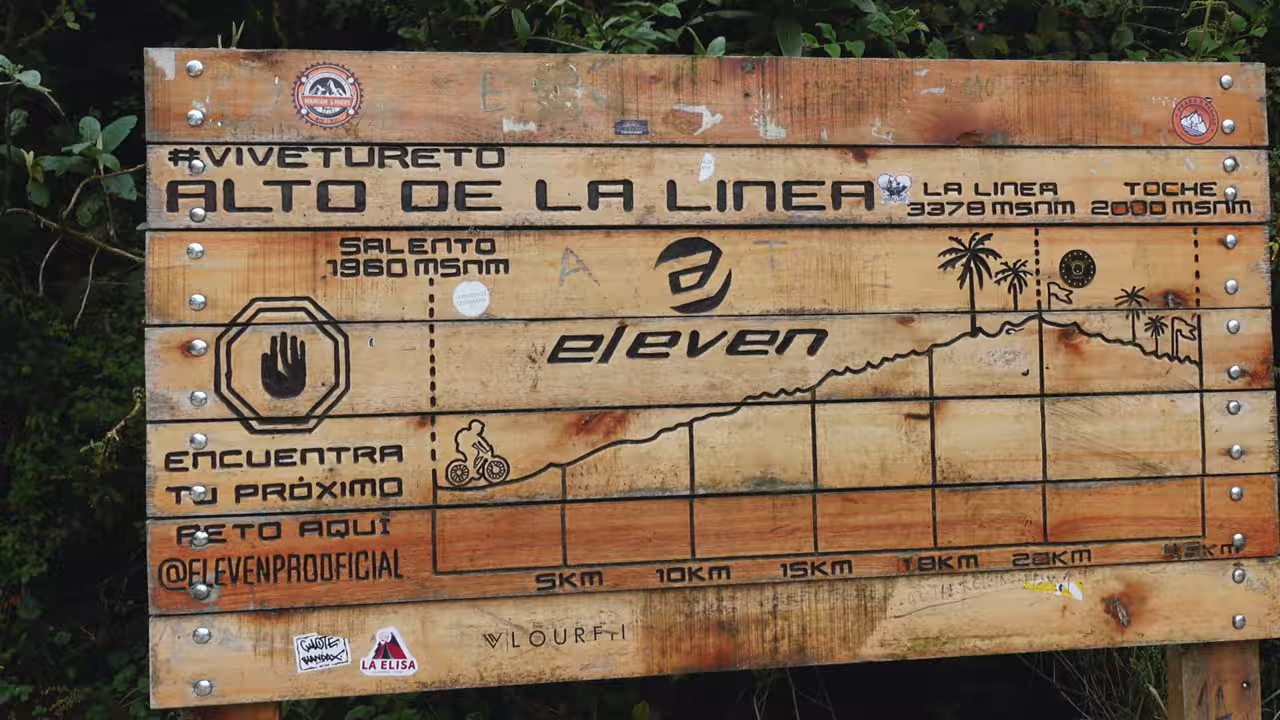 #VIVETURETO
ALTO DE LA LINEA
LA LINEA
3378 msnm
TOCHE
2000 msnm
SALENTO
1960 msnm
eleven
ENCUENTRA
TU PRÓXIMO
RETO AQUÍ
@ELEVENPROOFICIAL
5KM
10KM
15KM
18KM
22KM
LA ELISA